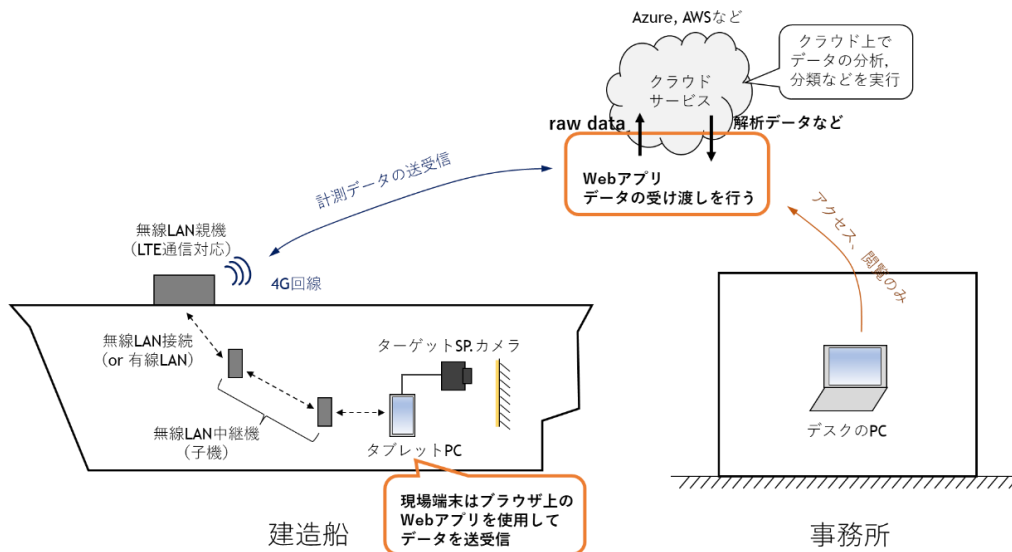 Azure, AWSなど
クラウド上で
データの分析,
分類などを実行
クラウド
サービス
raw data
解析データなど
Webアプリ
データの受け渡しを行う
計測データの送受信
アクセス、閲覧のみ
無線LAN親機
(LTE通信対応)
4G回線
無線LAN接続
(or 有線LAN)
ターゲットSP.カメラ
無線LAN中継機
(子機)
タブレットPC
デスクのPC
現場端末はブラウザ上の
Webアプリを使用して
データを送受信
建造船
事務所